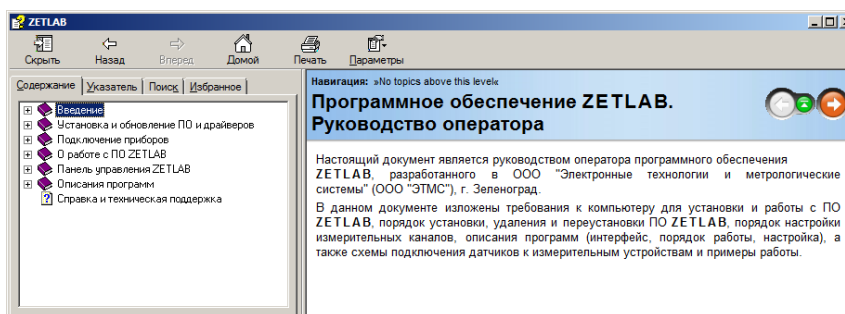 ZETLAB
Скрыть Назад Вперед Домой Печать Параметры
Содержание Указатель Поиск Избранное
Введение
Установка и обновление ПО и драйверов
Подключение приборов
О работе с ПО ZETLAB
Панель управления ZETLAB
Описания программ
Справка и техническая поддержка
Навигация: »No topics above this level«
Программное обеспечение ZETLAB.
Руководство оператора
Настоящий документ является руководством оператора программного обеспечения
ZETLAB, разработанного в ООО "Электронные технологии и метрологические
системы" (ООО "ЭТМС"), г. Зеленоград.
В данном документе изложены требования к компьютеру для установки и работы с ПО
ZETLAB, порядок установки, удаления и переустановки ПО ZETLAB, порядок настройки
измерительных каналов, описания программ (интерфейс, порядок работы, настройка), а
также схемы подключения датчиков к измерительным устройствам и примеры работы.